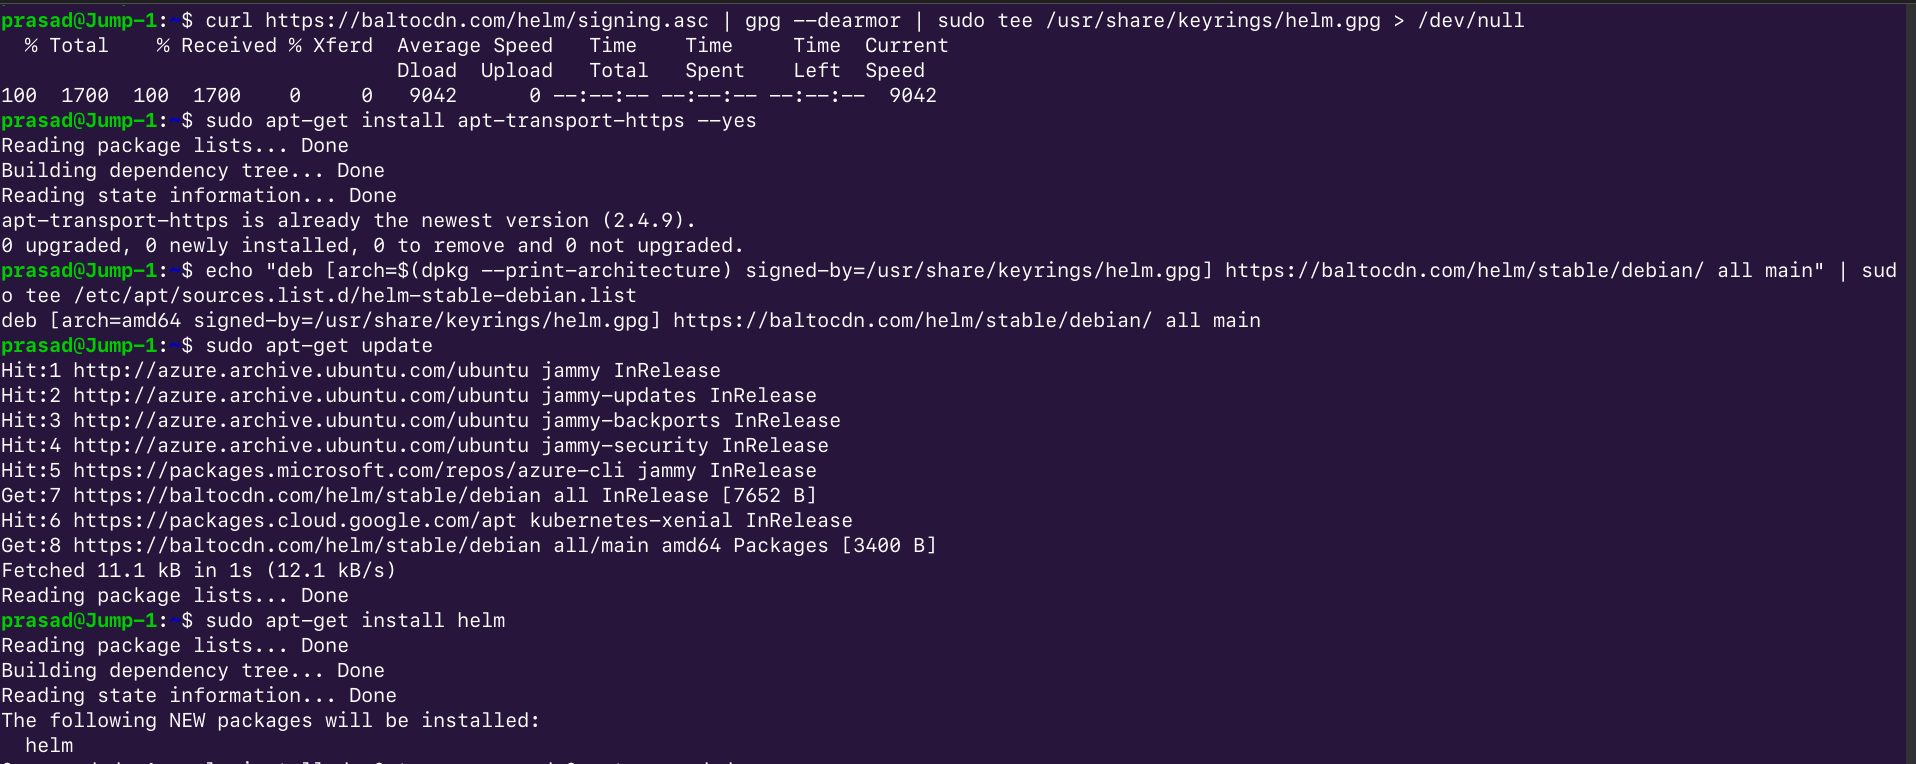 prasad@Jump-1:~$ curl https://baltocdn.com/helm/signing.asc | gpg --dearmor | sudo tee /usr/share/keyrings/helm.gpg > /dev/null
  % Total    % Received % Xferd  Average Speed   Time    Time     Time  Current
                                 Dload  Upload   Total   Spent    Left  Speed
100  1700  100  1700    0     0   9042      0 --:--:-- --:--:-- --:--:--  9042
prasad@Jump-1:~$ sudo apt-get install apt-transport-https --yes
Reading package lists... Done
Building dependency tree... Done
Reading state information... Done
apt-transport-https is already the newest version (2.4.9).
0 upgraded, 0 newly installed, 0 to remove and 0 not upgraded.
prasad@Jump-1:~$ echo "deb [arch=$(dpkg --print-architecture) signed-by=/usr/share/keyrings/helm.gpg] https://baltocdn.com/helm/stable/debian/ all main" | sud
o tee /etc/apt/sources.list.d/helm-stable-debian.list
deb [arch=amd64 signed-by=/usr/share/keyrings/helm.gpg] https://baltocdn.com/helm/stable/debian/ all main
prasad@Jump-1:~$ sudo apt-get update
Hit:1 http://azure.archive.ubuntu.com/ubuntu jammy InRelease
Hit:2 http://azure.archive.ubuntu.com/ubuntu jammy-updates InRelease
Hit:3 http://azure.archive.ubuntu.com/ubuntu jammy-backports InRelease
Hit:4 http://azure.archive.ubuntu.com/ubuntu jammy-security InRelease
Hit:5 https://packages.microsoft.com/repos/azure-cli jammy InRelease
Get:7 https://baltocdn.com/helm/stable/debian all InRelease [7652 B]
Hit:6 https://packages.cloud.google.com/apt kubernetes-xenial InRelease
Get:8 https://baltocdn.com/helm/stable/debian all/main amd64 Packages [3400 B]
Fetched 11.1 kB in 1s (12.1 kB/s)
Reading package lists... Done
prasad@Jump-1:~$ sudo apt-get install helm
Reading package lists... Done
Building dependency tree... Done
Reading state information... Done
The following NEW packages will be installed:
  helm